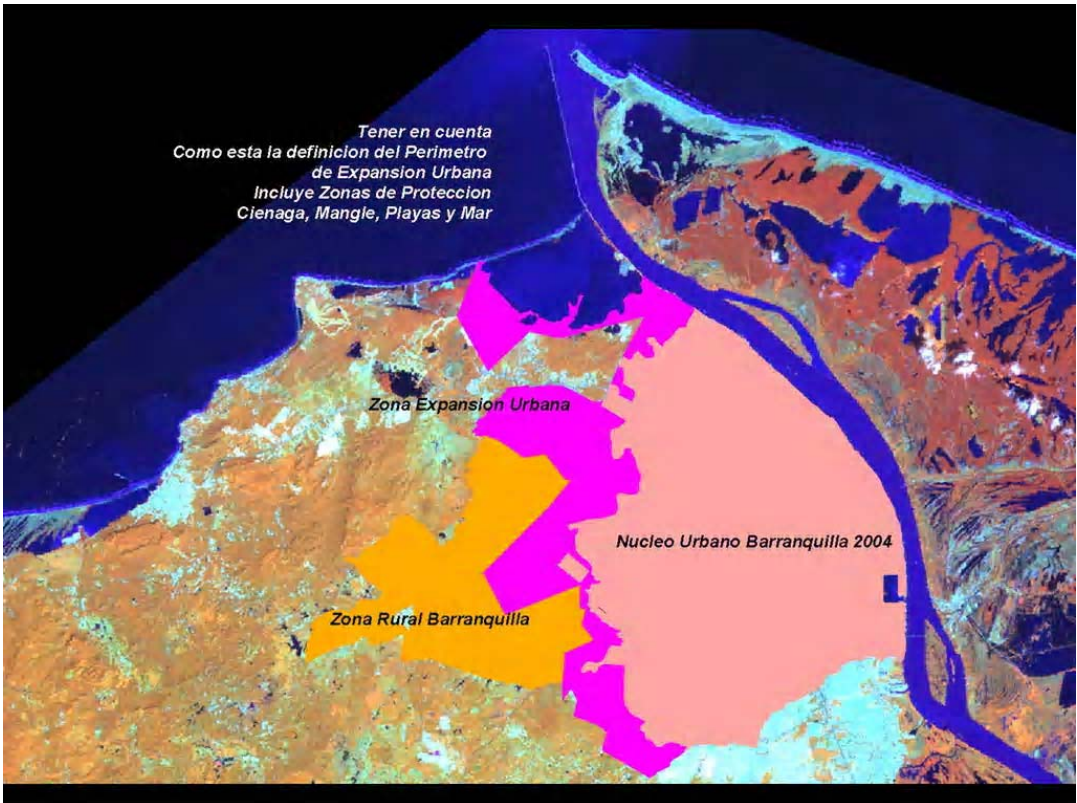 Tener en cuenta
Como esta la definicion del Perimetro
de Expansion Urbana
Incluye Zonas de Proteccion
Cienaga, Mangle, Playas y Mar
Zona Expansion Urbana
Nucleo Urbano Barranquilla 2004
Zona Rural Barranquilla